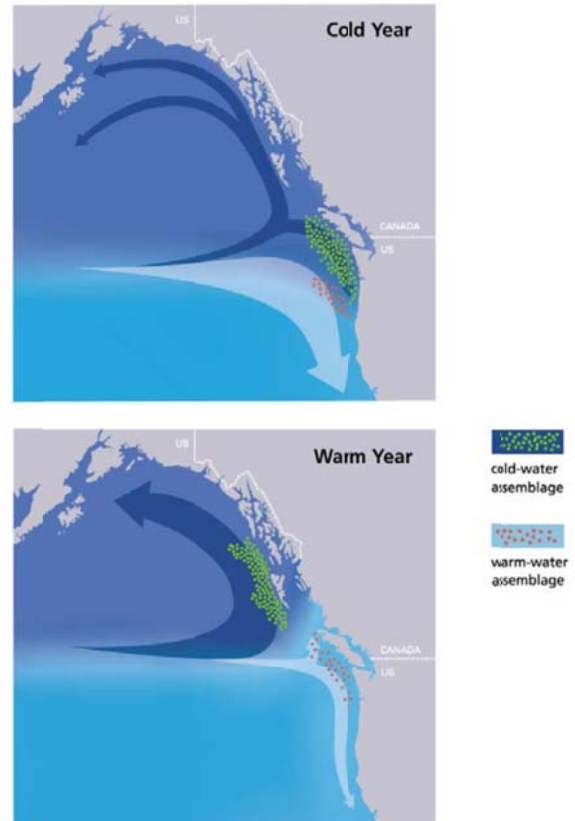 US
Cold Year
CANADA
US
US
Warm Year
CANADA
US
cold-water
assemblage
warm-water
assemblage